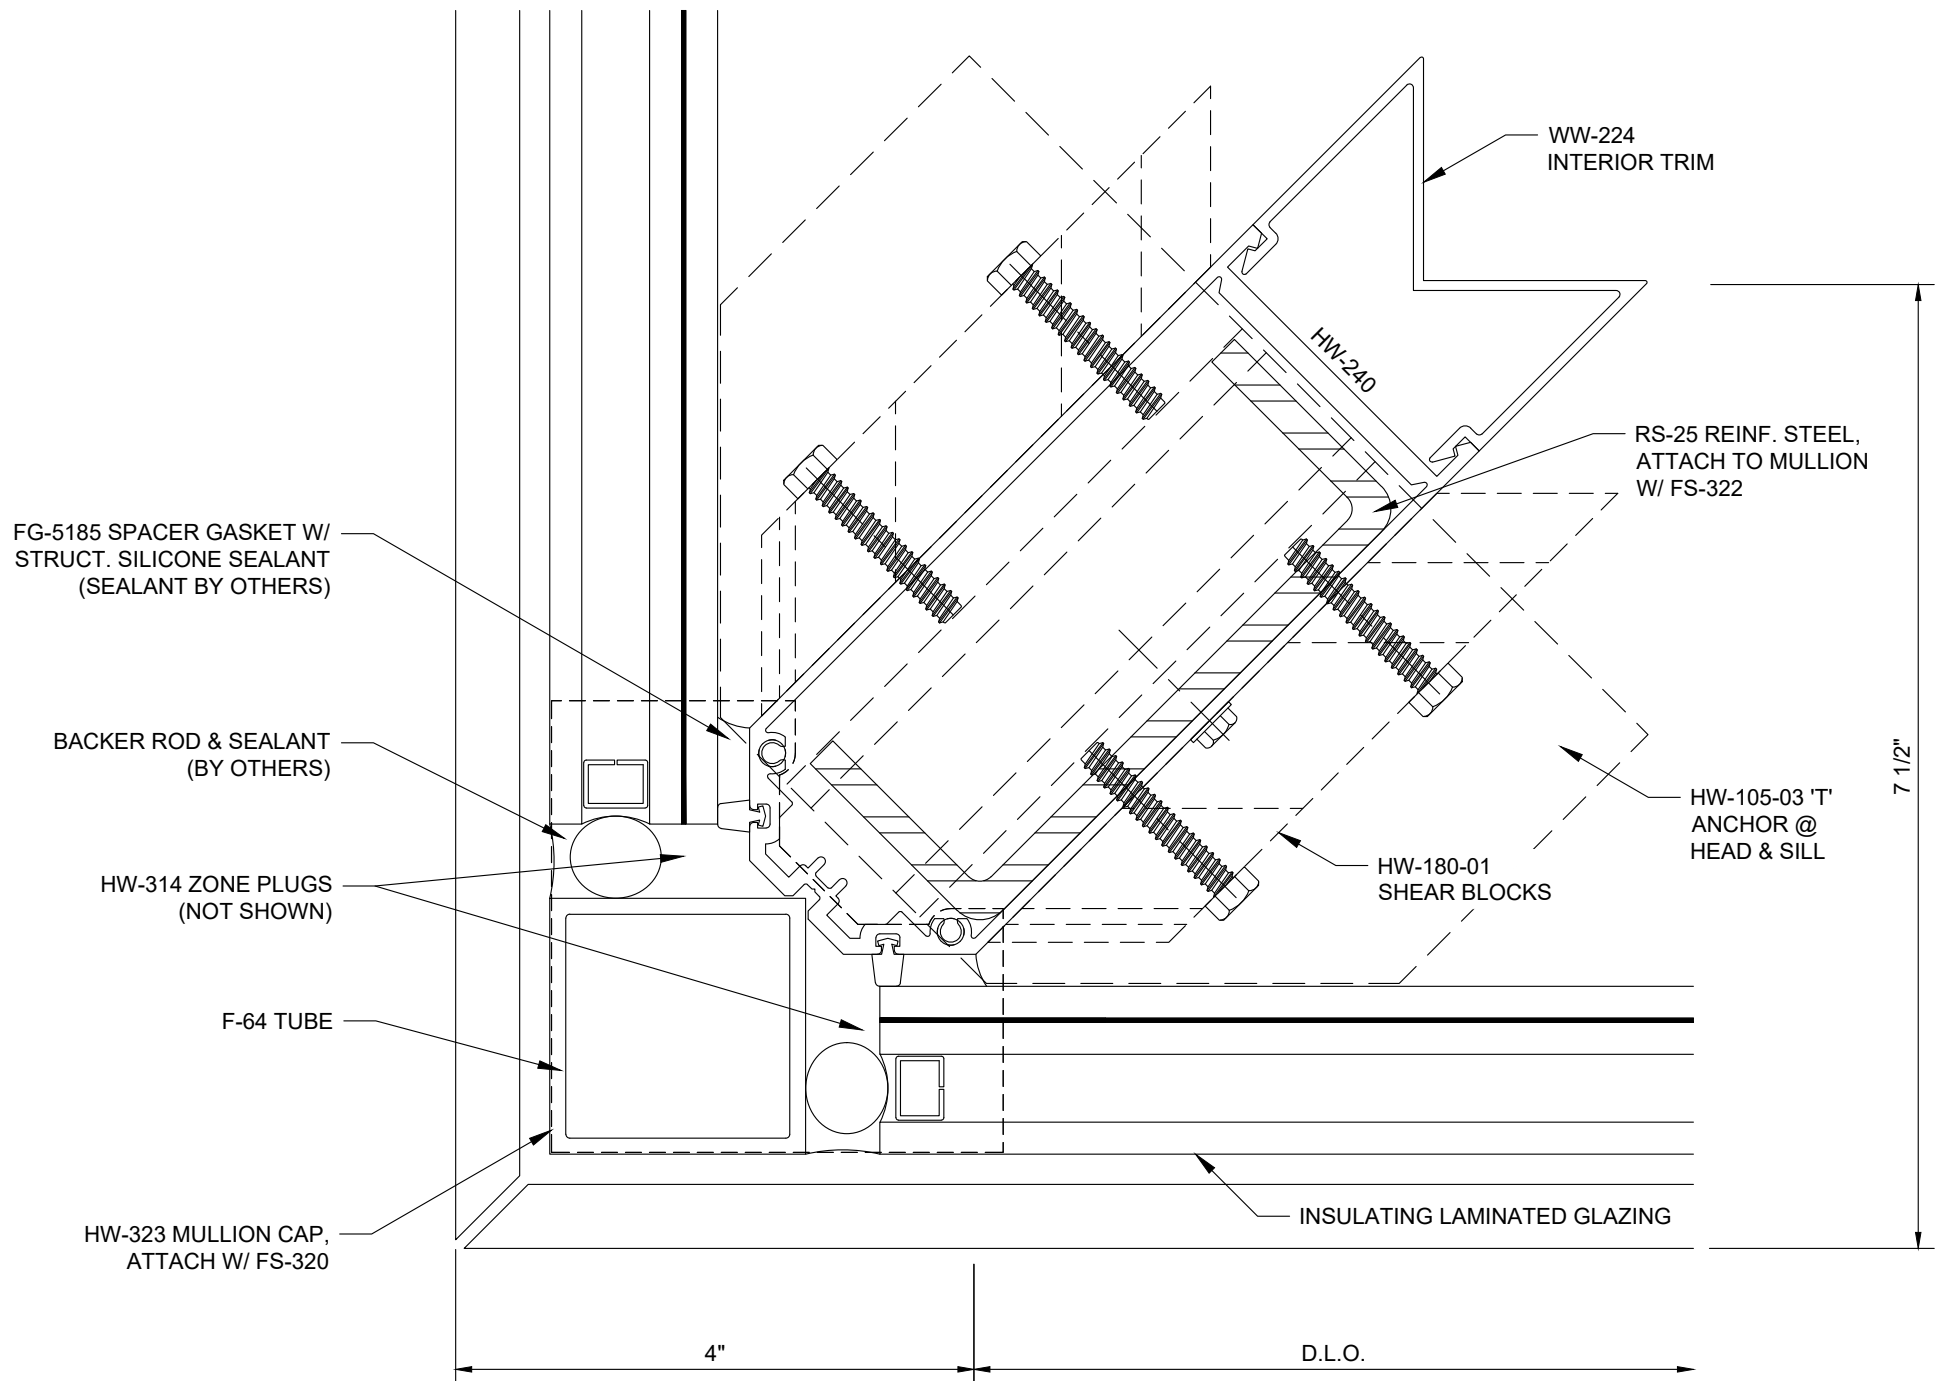 WW-224
INTERIOR TRIM
HW-240
RS-25 REINF. STEEL,
ATTACH TO MULLION
W/ FS-322
FG-5185 SPACER GASKET W/
STRUCT. SILICONE SEALANT
(SEALANT BY OTHERS)
BACKER ROD & SEALANT
(BY OTHERS)
7 1/2"
HW-105-03 'T'
ANCHOR @
HEAD & SILL
HW-180-01
SHEAR BLOCKS
HW-314 ZONE PLUGS
(NOT SHOWN)
F-64 TUBE
HW-323 MULLION CAP,
ATTACH W/ FS-320
INSULATING LAMINATED GLAZING
4"
D.L.O.